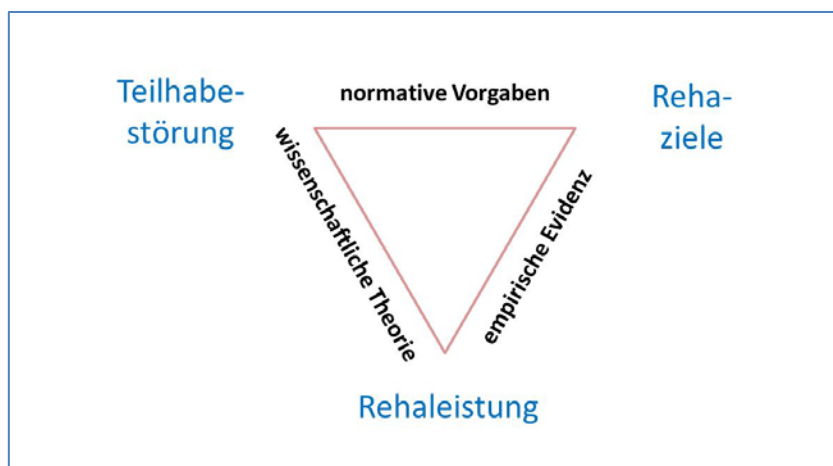 Teilhabe-
störung
normative Vorgaben
Reha-
ziele
wissenschaftliche Theorie
empirische Evidenz
Rehaleistung